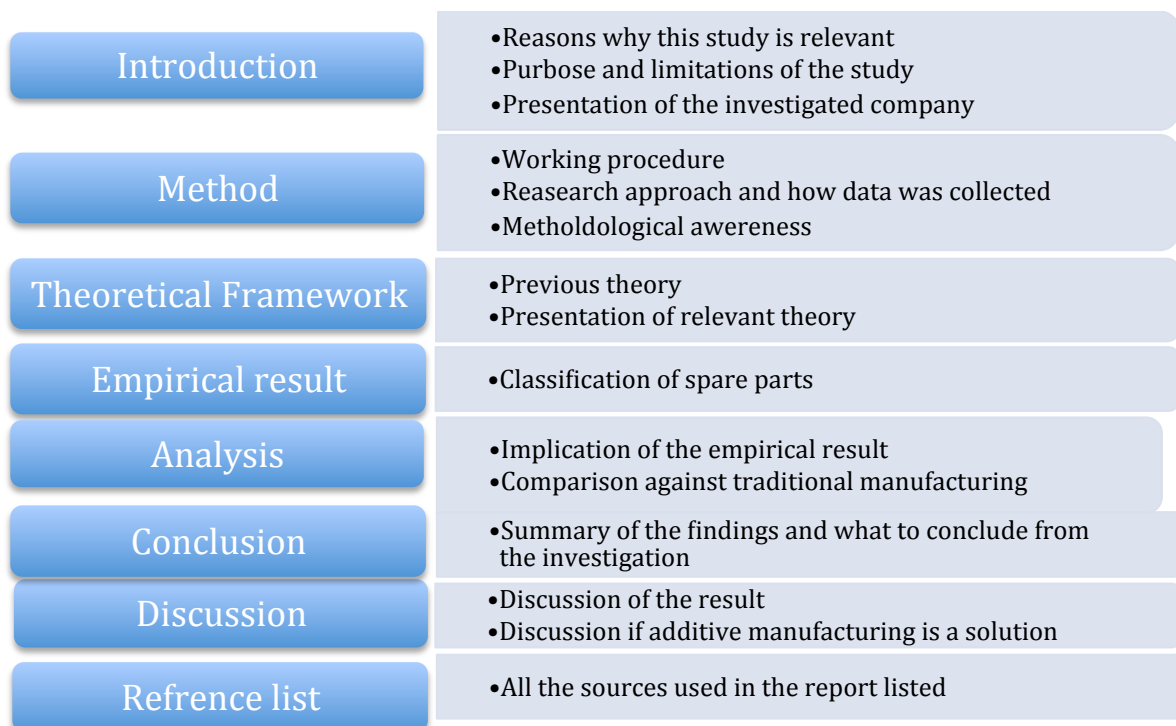 Introduction
•Reasons why this study is relevant
•Purbose and limitations of the study
•Presentation of the investigated company
Method
•Working procedure
•Reasearch approach and how data was collected
•Metholdological awereness
Theoretical Framework
•Previous theory
•Presentation of relevant theory
Empirical result
•Classification of spare parts
Analysis
•Implication of the empirical result
•Comparison against traditional manufacturing
Conclusion
•Summary of the findings and what to conclude from
the investigation
Discussion
•Discussion of the result
•Discussion if additive manufacturing is a solution
Refrence list
•All the sources used in the report listed